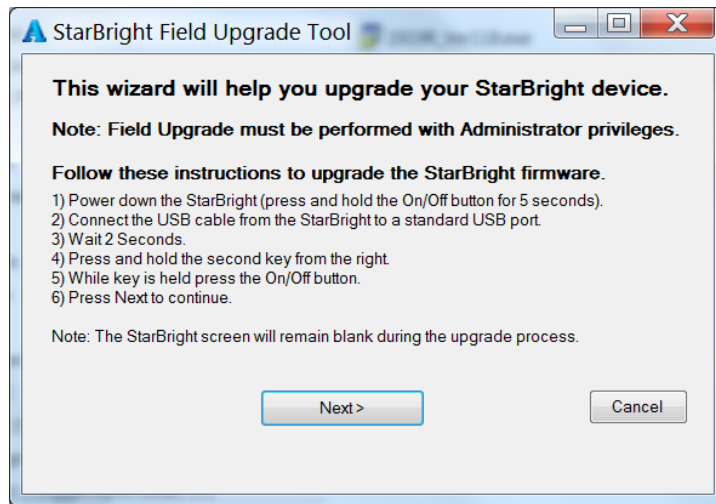 StarBright Field Upgrade Tool
This wizard will help you upgrade your StarBright device.
Note: Field Upgrade must be performed with Administrator privileges.
Follow these instructions to upgrade the StarBright firmware.
1) Power down the StarBright (press and hold the On/Off button for 5 seconds).
2) Connect the USB cable from the StarBright to a standard USB port.
3) Wait 2 Seconds.
4) Press and hold the second key from the right.
5) While key is held press the On/Off button.
6) Press Next to continue.
Note: The StarBright screen will remain blank during the upgrade process.
Next >
Cancel